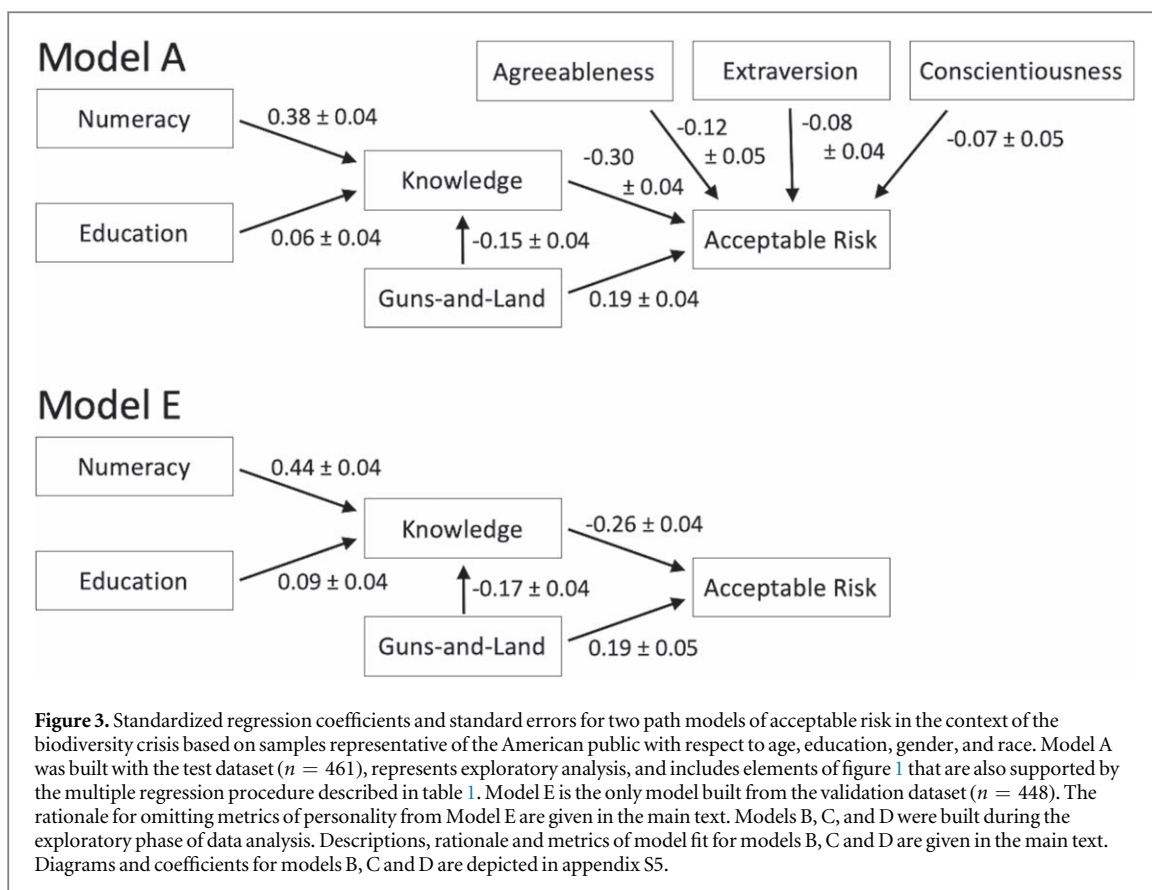 Model A
Agreeableness
Extraversion
Conscientiousness
Numeracy
0.38 ± 0.04
-0.12
± 0.05
-0.08
± 0.04
-0.07 ± 0.05
Knowledge
-0.30
± 0.04
Education
0.06 ± 0.04
-0.15 ± 0.04
Acceptable Risk
Guns-and-Land
0.19 ± 0.04
Model E
Numeracy
0.44 ± 0.04
Knowledge
-0.26 ± 0.04
Education
0.09 ± 0.04
-0.17 ± 0.04
Acceptable Risk
Guns-and-Land
0.19 ± 0.05
Figure 3. Standardized regression coefficients and standard errors for two path models of acceptable risk in the context of the
biodiversity crisis based on samples representative of the American public with respect to age, education, gender, and race. Model A
was built with the test dataset (n = 461), represents exploratory analysis, and includes elements of figure 1 that are also supported by
the multiple regression procedure described in table 1. Model E is the only model built from the validation dataset (n = 448). The
rationale for omitting metrics of personality from Model E are given in the main text. Models B, C, and D were built during the
exploratory phase of data analysis. Descriptions, rationale and metrics of model fit for models B, C and D are given in the main text.
Diagrams and coefficients for models B, C and D are depicted in appendix S5.